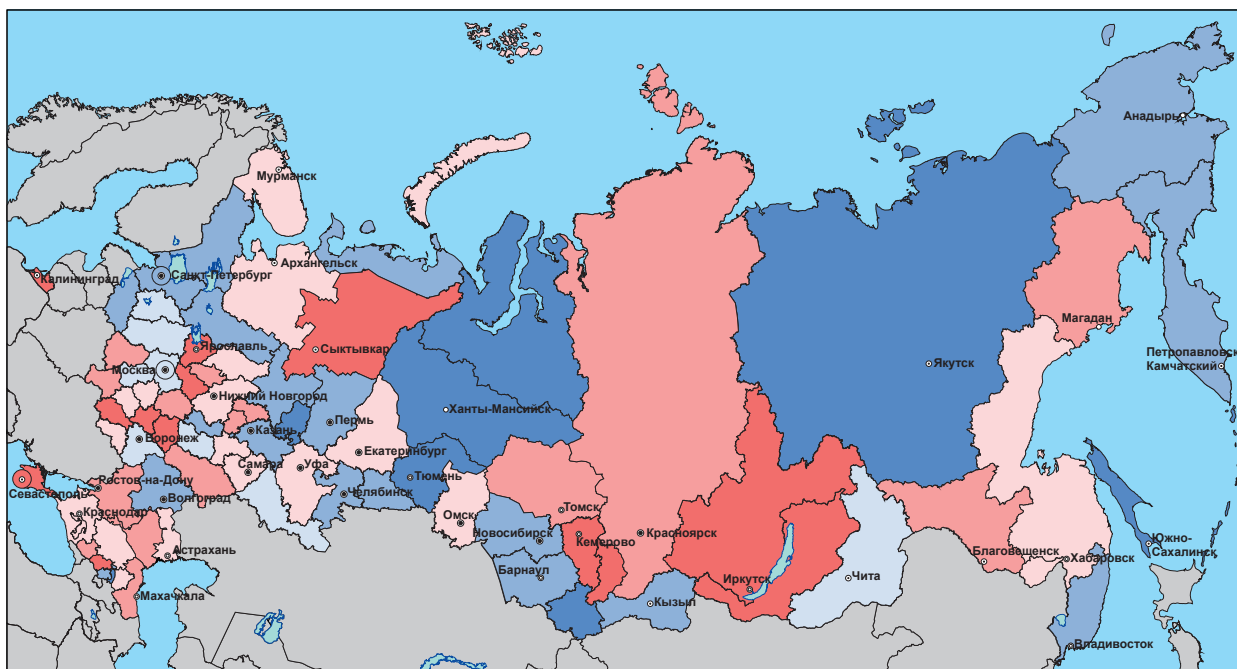 Анадырь
Мурманск
Архангельск
Санкт-Петербург
Калининград
Ярославль
Сыктывкар
Магадан
Якутск
Петропавловск-
Камчатский
Москва
Нижний Новгород
Ханты-Мансийск
Пермь
Казань
Воронеж
Екатеринбург
Самара
Уфа
Тюмень
Ростов-на-Дону
Севастополь
Волгоград
Челябинск
Краснодар
Омск
Томск
Новосибирск
Кемерово
Красноярск
Астрахань
Барнаул
Иркутск
Чита
Благовещенск
Хабаровск
Южно-
Сахалинск
Махачкала
Кызыл
Владивосток